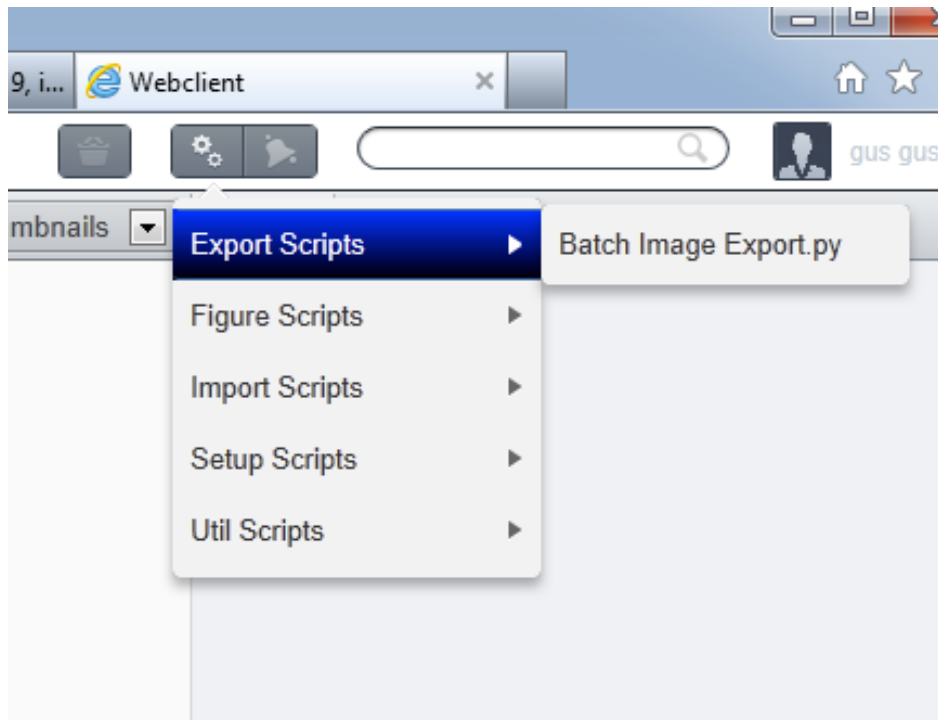 9, i... Webclient
gus gus
mbnails
Export Scripts
Batch Image Export.py
Figure Scripts
Import Scripts
Setup Scripts
Util Scripts